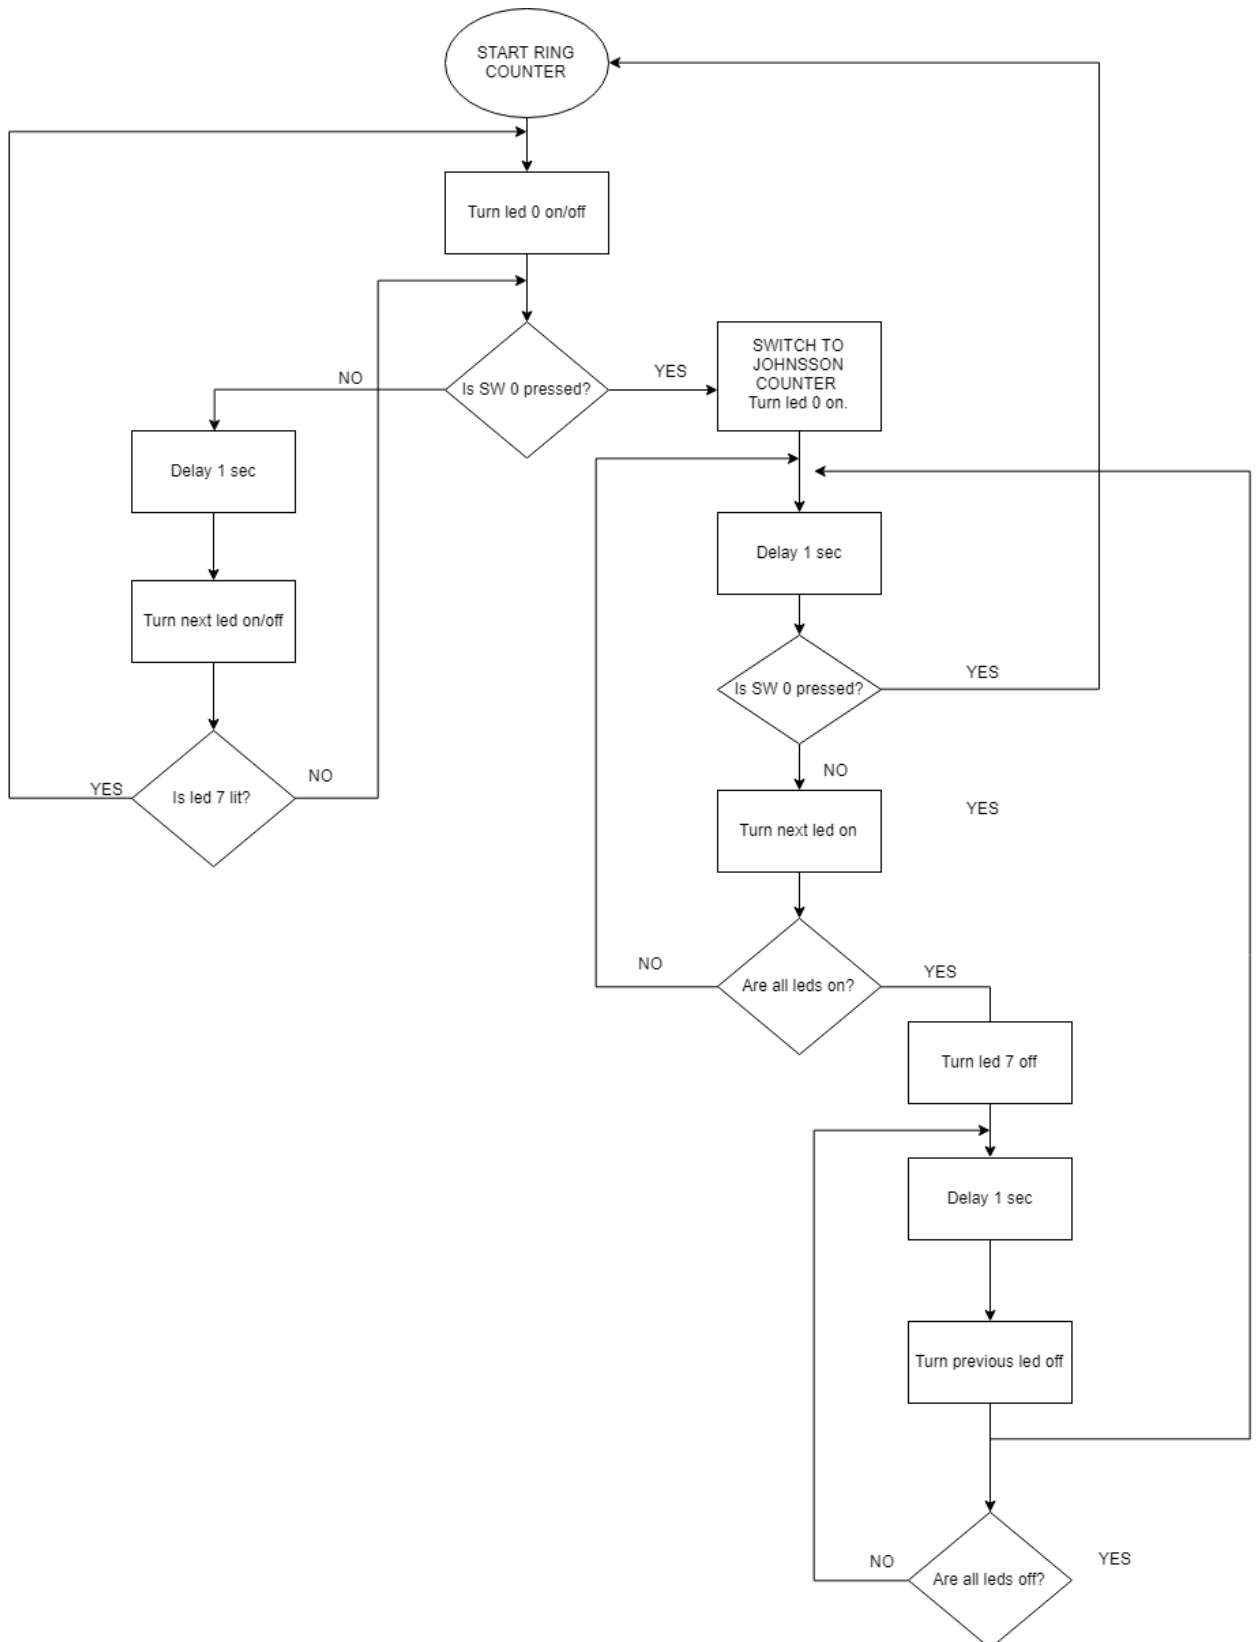 START RING
COUNTER
Turn led 0 on/off
Is SW 0 pressed?
NO
YES
SWITCH TO
JOHNSSON
COUNTER
Turn led 0 on.
Delay 1 sec
Turn next led on/off
Is led 7 lit?
YES
NO
Delay 1 sec
Is SW 0 pressed?
YES
NO
YES
Turn next led on
Are all leds on?
NO
YES
Turn led 7 off
Delay 1 sec
Turn previous led off
Are all leds off?
NO
YES